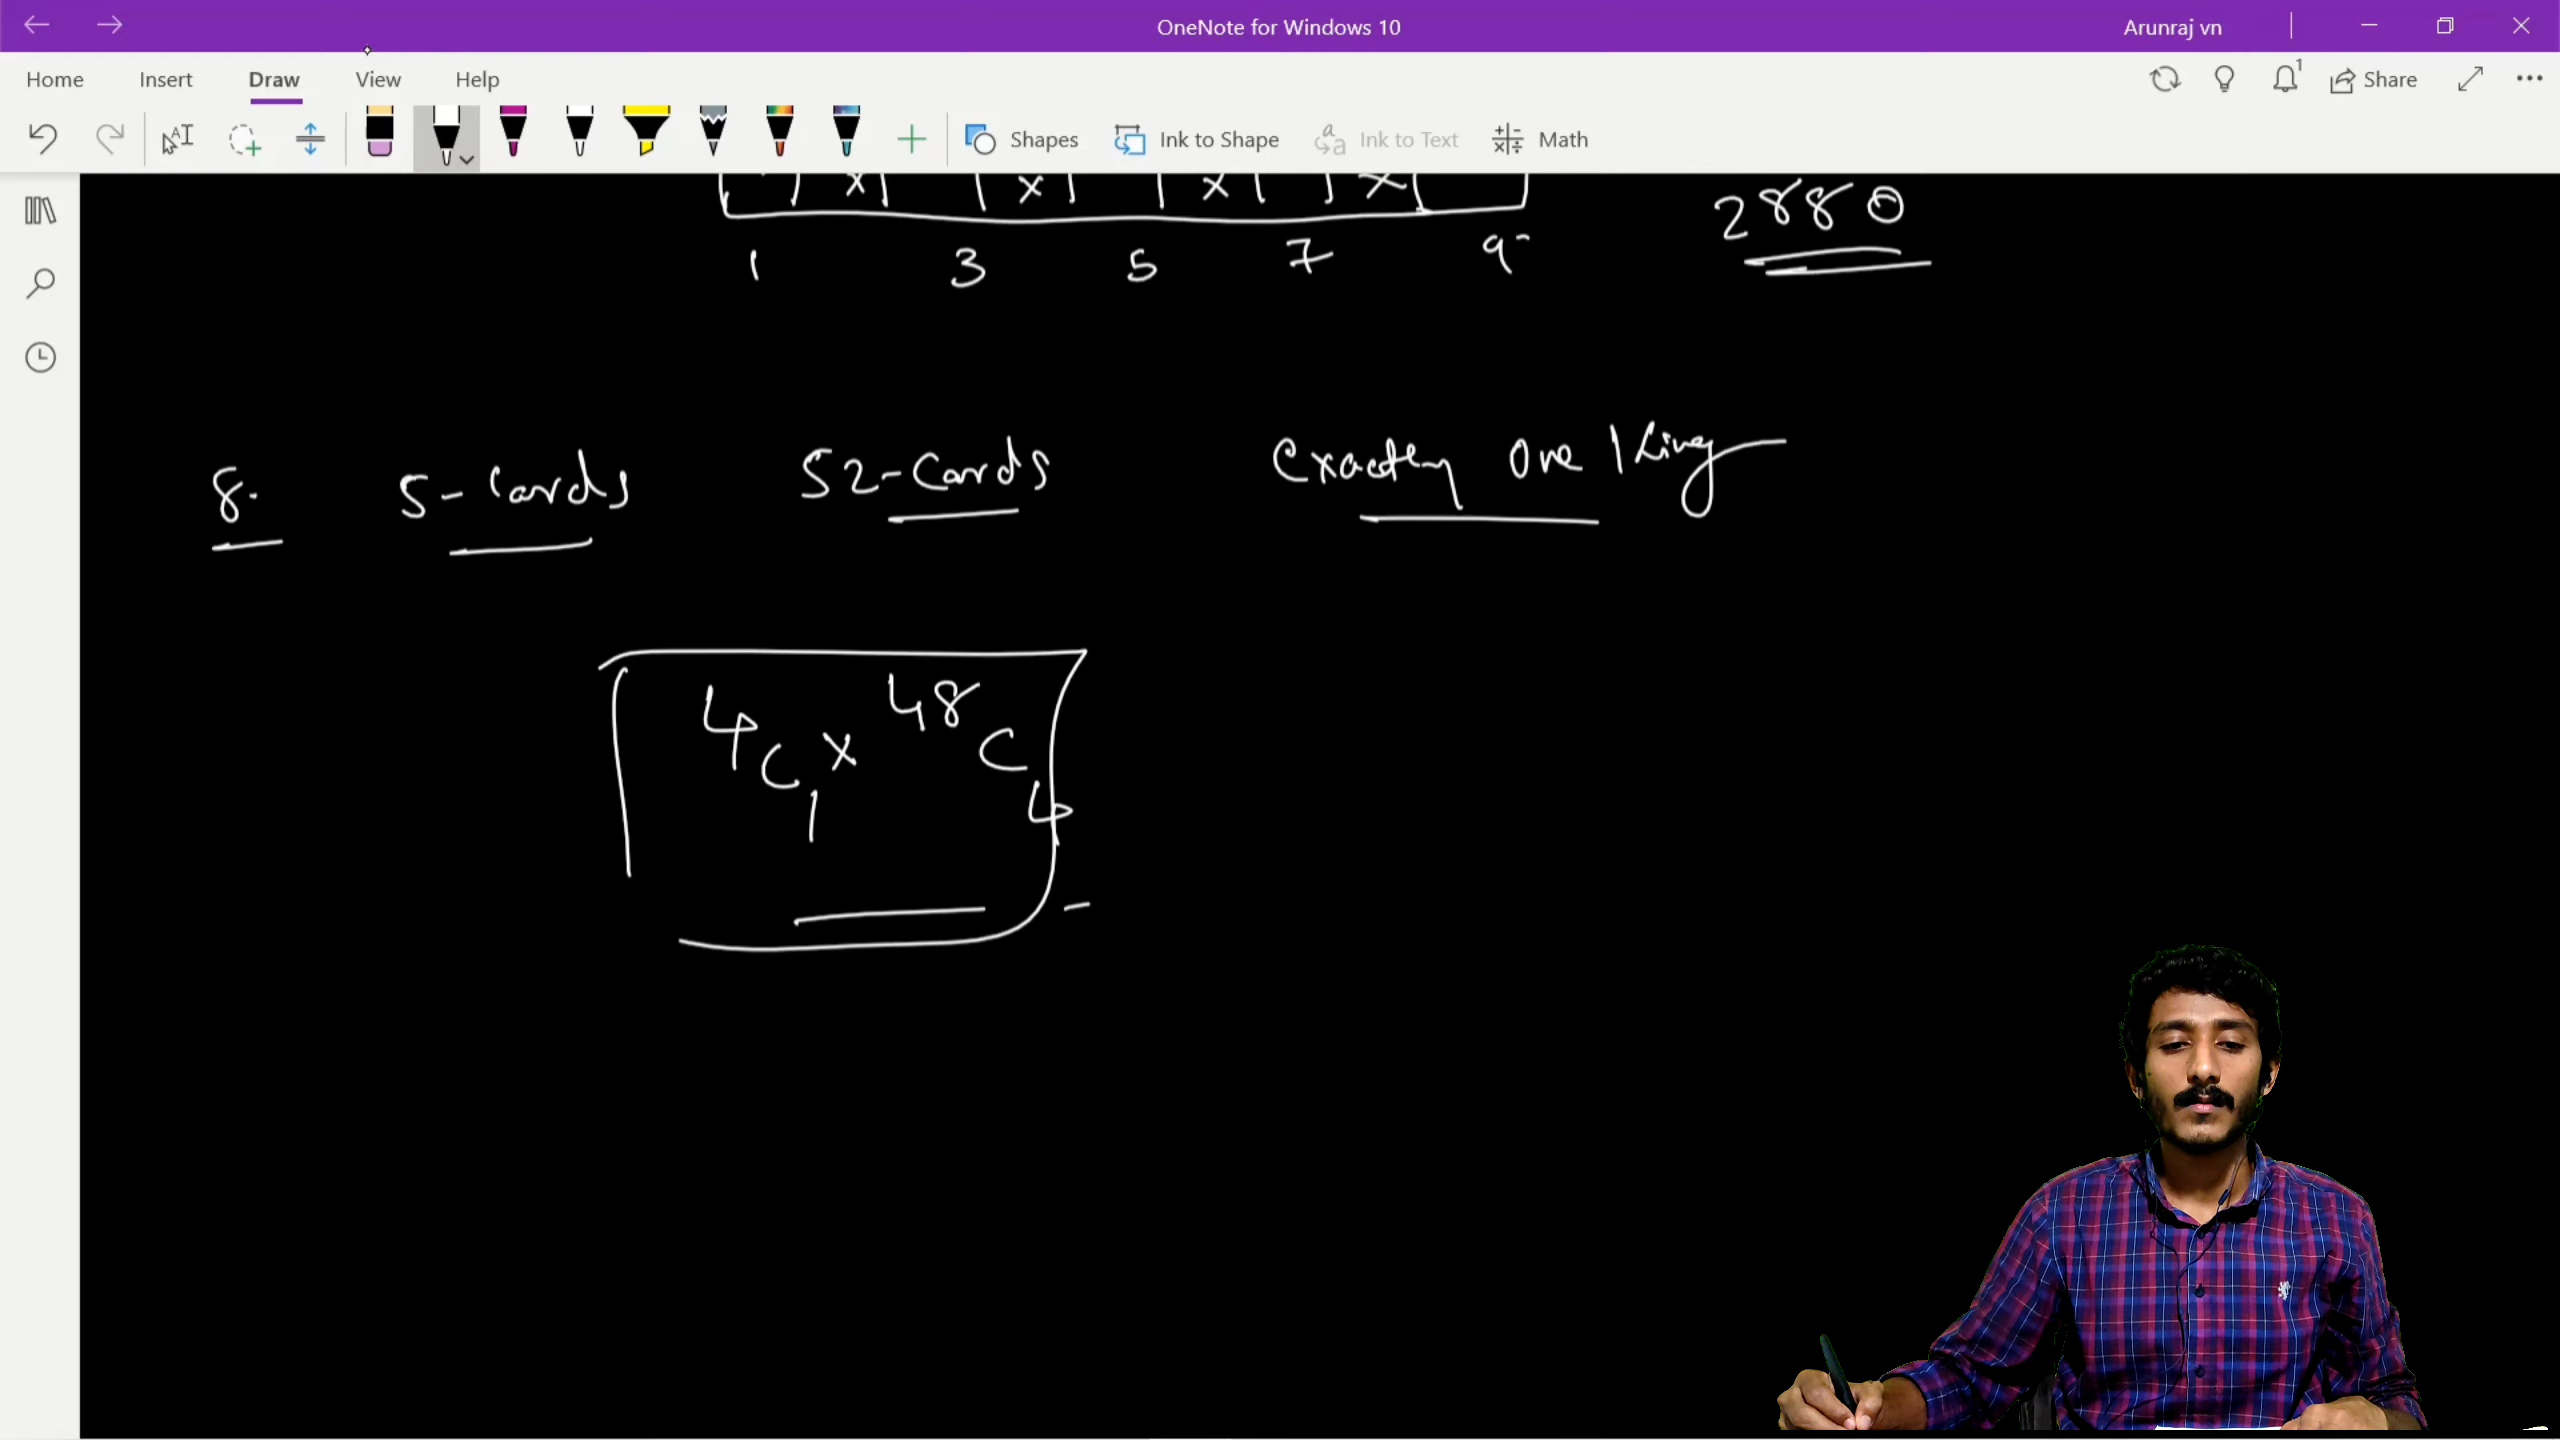 OneNote for Windows 10 Arunraj vn
Home Insert Draw View Help 1 Share
Shapes Ink to Shape Ink to Text Math
x x x x 2880
1 3 5 7 9
8. 5-Cards 52-Cards Exactly One King
⁴C₁ x ⁴⁸C₄